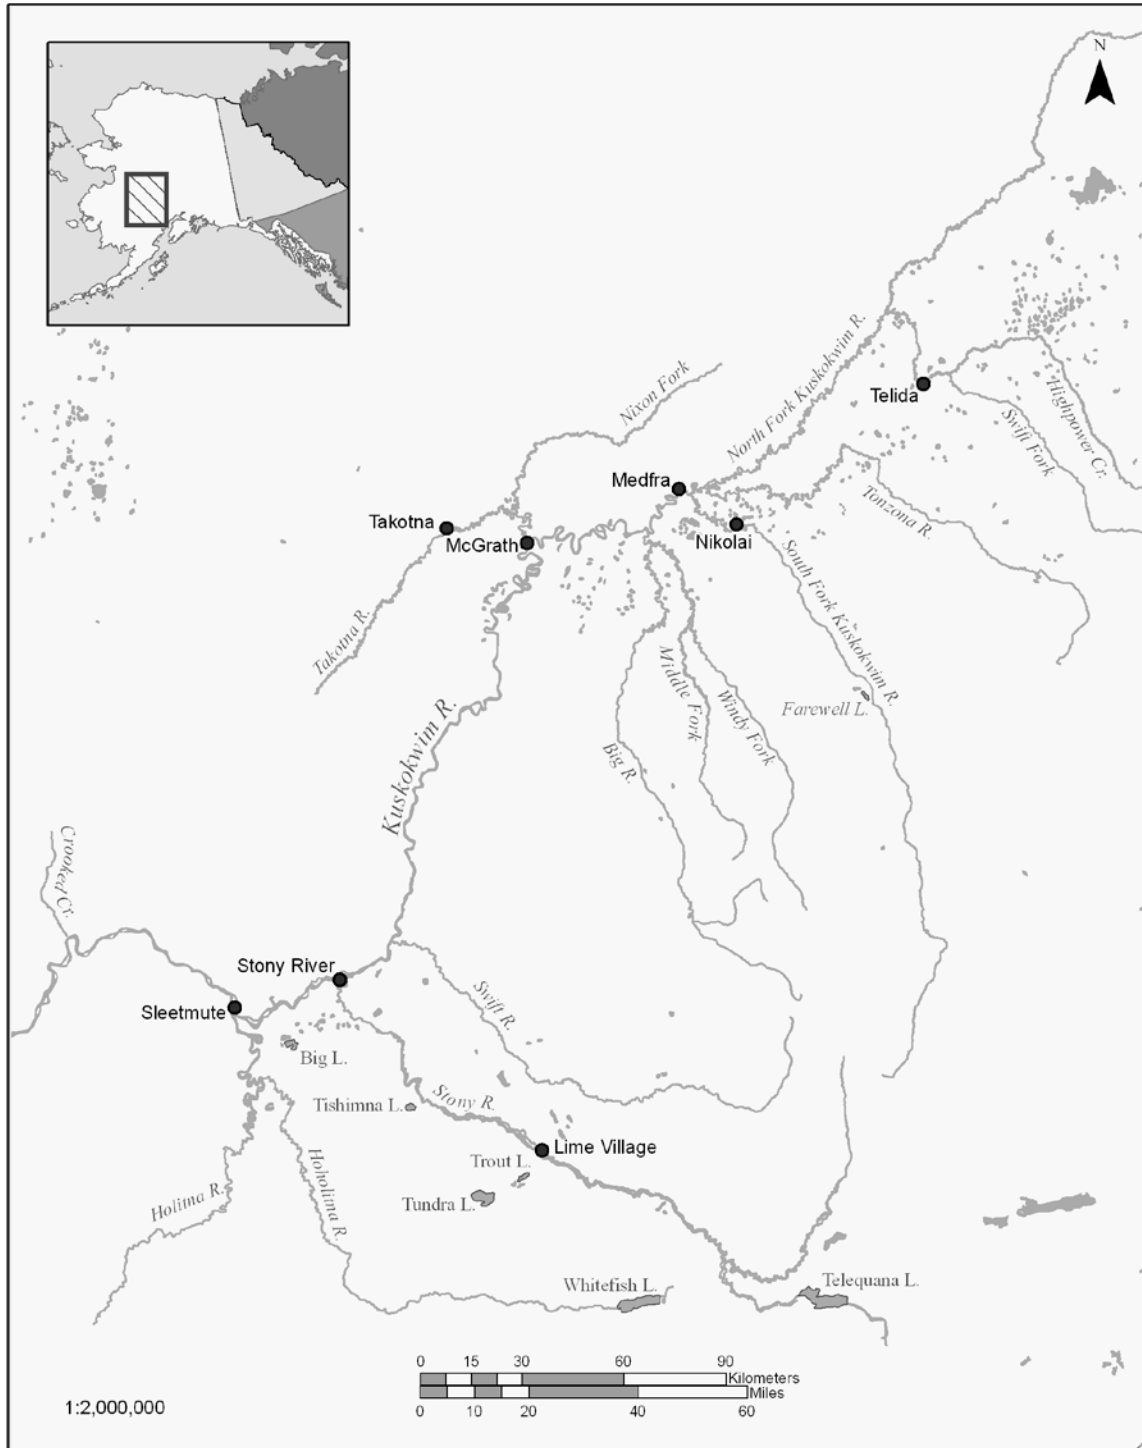 N
Nixon Fork
North Fork Kuskokwim R.
Telida
Highpower Cr.
Swift Fork
Medfra
Tonzona R.
Takotna
McGrath
Nikolai
South Fork Kuskokwim R.
Takotna R.
Middle Fork
Windy Fork
Farewell L.
Kuskokwim R.
Big R.
Crooked Cr.
Stony River
Swift R.
Sleetmute
Big L.
Tishimna L.
Stony R.
Lime Village
Trout L.
Holitna R.
Hoholitna R.
Tundra L.
Whitefish L.
Telequana L.
0 15 30 60 90
Kilometers
Miles
0 10 20 40 60
1:2,000,000